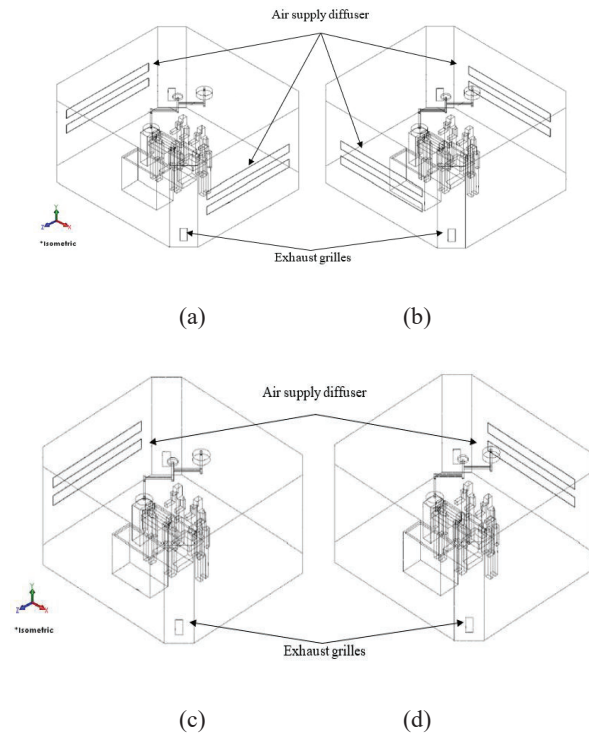 Air supply diffuser
Y
Z
X
*Isometric
Exhaust grilles
(a)
(b)
Air supply diffuser
Y
Z
X
*Isometric
Exhaust grilles
(c)
(d)